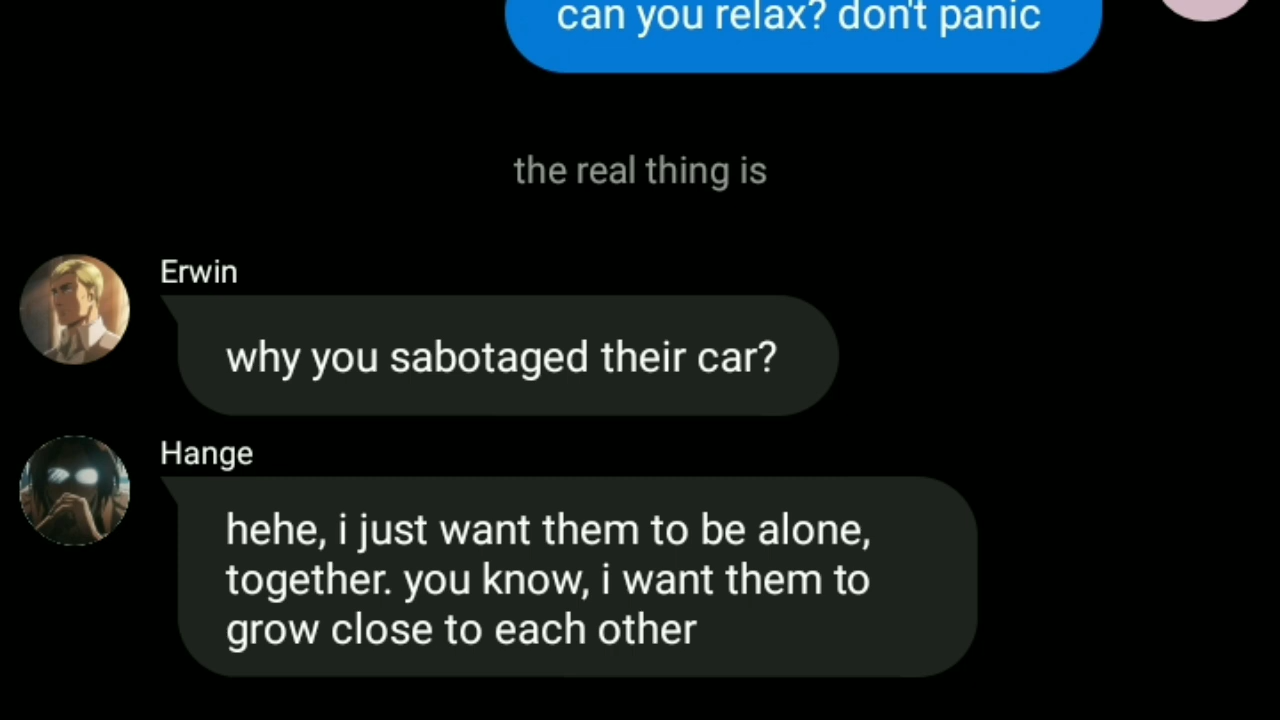 can you relax? don't panic
the real thing is
Erwin
why you sabotaged their car?
Hange
hehe, i just want them to be alone,
together. you know, i want them to
grow close to each other